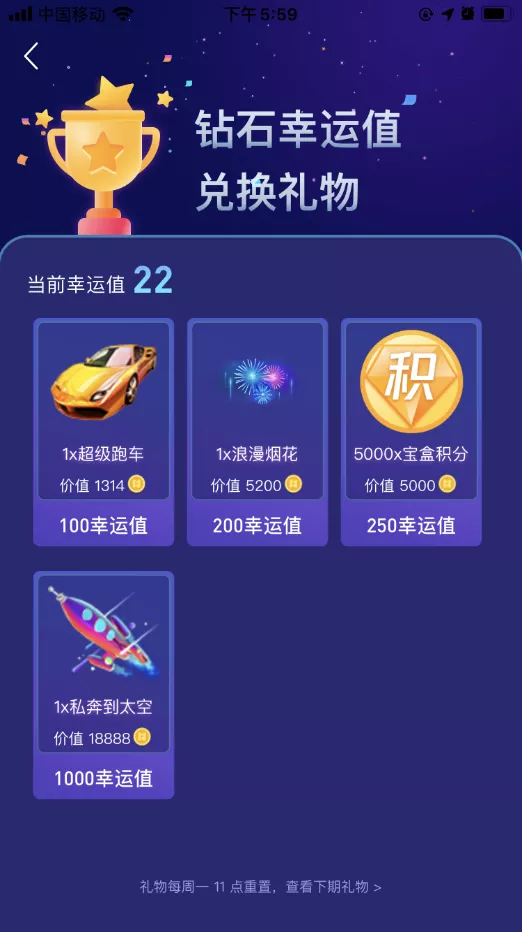 中国移动
下午5:59
钻石幸运值
兑换礼物
当前幸运值 22
1x超级跑车
价值 1314
100幸运值
1x浪漫烟花
价值 5200
200幸运值
积
5000x宝盒积分
价值 5000
250幸运值
1x私奔到太空
价值 18888
1000幸运值
礼物每周一 11 点重置，查看下期礼物 >